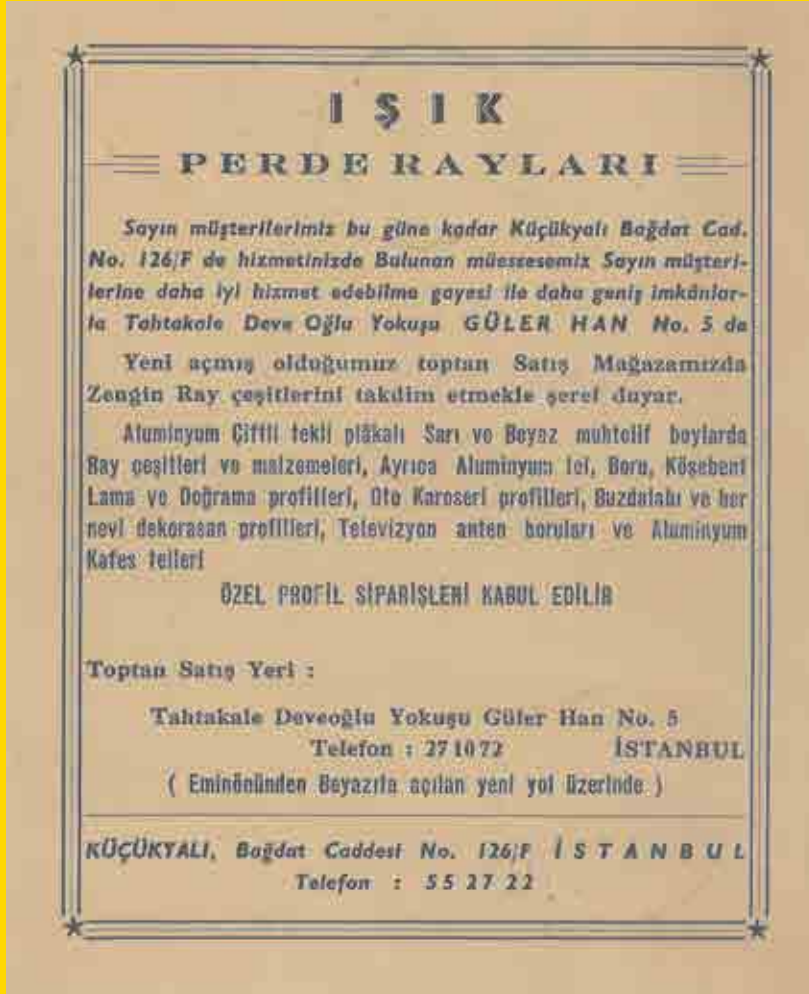 IŞIK
PERDE RAYLARI
Sayın müşterilerimiz bu güne kadar Küçükyalı Bağdat Cad.
No. 126/F de hizmetinizde Bulunan müessesemiz Sayın müşteri-
lerine daha iyi hizmet edebilme gayesi ile daha geniş imkânlar-
la Tahtakale Deve Oğlu Yokuşu GÜLER HAN No. 5 da
Yeni açmış olduğumuz toptan Satış Mağazamızda
Zengin Ray çeşitlerini takdim etmekle şeref duyar.
Aluminyum Çiftli tekli plâkalı Sarı ve Beyaz muhtelif boylarda
Ray çeşitleri ve malzemeleri, Ayrıca Aluminyum tel, Boru, Köşebent
Lama ve Doğrama profilleri, Oto Karoseri profilleri, Buzdolabı ve her
nevi dekorasan profilleri, Televizyon anten boruları ve Aluminyum
Kafes telleri
ÖZEL PROFİL SİPARİŞLERİ KABUL EDİLİR
Toptan Satış Yeri :
Tahtakale Deveoğlu Yokuşu Güler Han No. 5
Telefon : 27 10 72 İSTANBUL
( Eminönünden Beyazıta açılan yeni yol üzerinde )
KÜÇÜKYALI, Bağdat Caddesi No. 126/F İSTANBUL
Telefon : 55 27 22